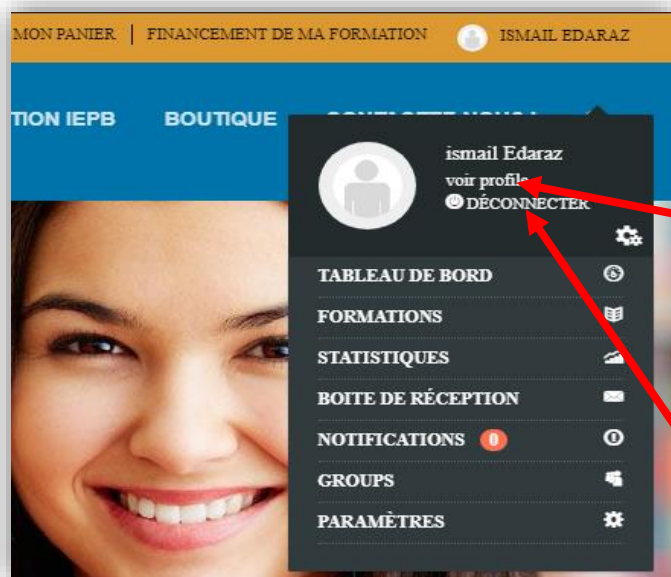 MON PANIER | FINANCEMENT DE MA FORMATION ISMAIL EDARAZ
TION IEPB BOUTIQUE
ismail Edaraz
voir profile
DÉCONNECTER
TABLEAU DE BORD
FORMATIONS
STATISTIQUES
BOITE DE RÉCEPTION
NOTIFICATIONS 0
GROUPS
PARAMÈTRES